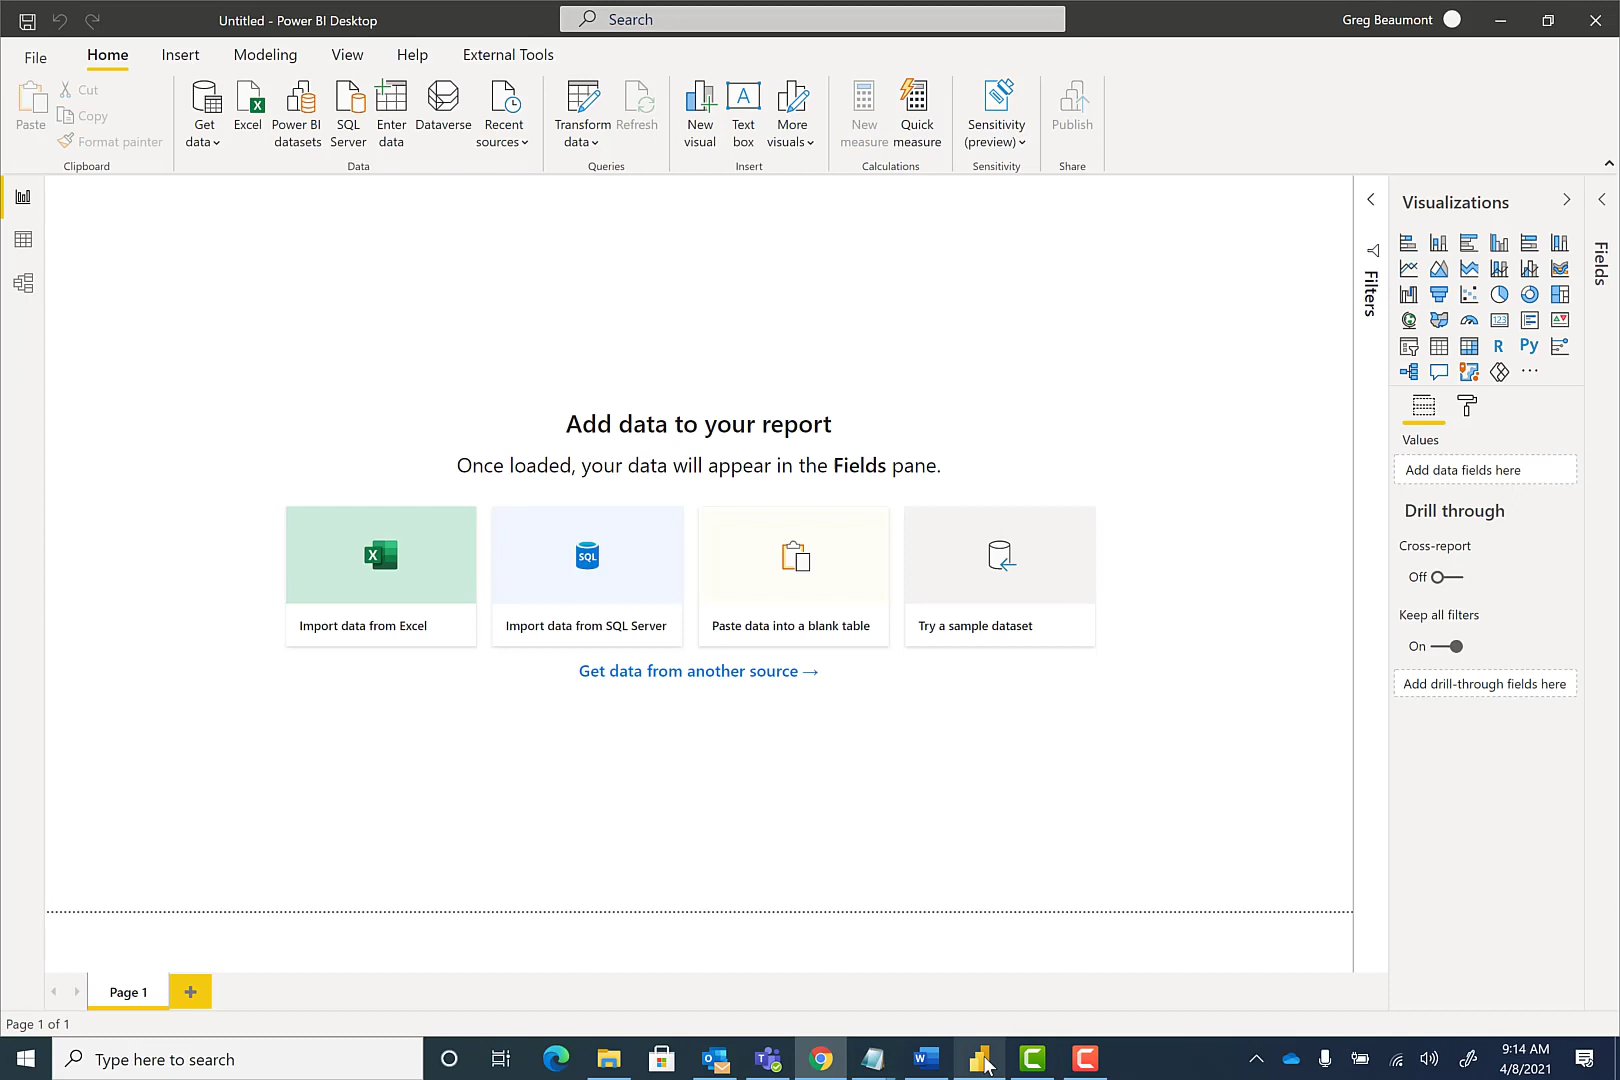 Untitled - Power BI Desktop
Search
Greg Beaumont
File
Home
Insert
Modeling
View
Help
External Tools
Paste
Cut
Copy
Format painter
Clipboard
Get data
Excel
Power BI datasets
SQL Server
Enter data
Dataverse
Recent sources
Data
Transform data
Refresh
Queries
New visual
A
Text box
More visuals
Insert
New measure
Quick measure
Calculations
Sensitivity (preview)
Sensitivity
Publish
Share
Add data to your report
Once loaded, your data will appear in the Fields pane.
X
SQL
Import data from Excel
Import data from SQL Server
Paste data into a blank table
Try a sample dataset
Get data from another source →
Filters
Visualizations
123
R
Py
Values
Add data fields here
Drill through
Cross-report
Off
Keep all filters
On
Add drill-through fields here
Fields
Page 1
Page 1 of 1
Type here to search
9:14 AM
4/8/2021